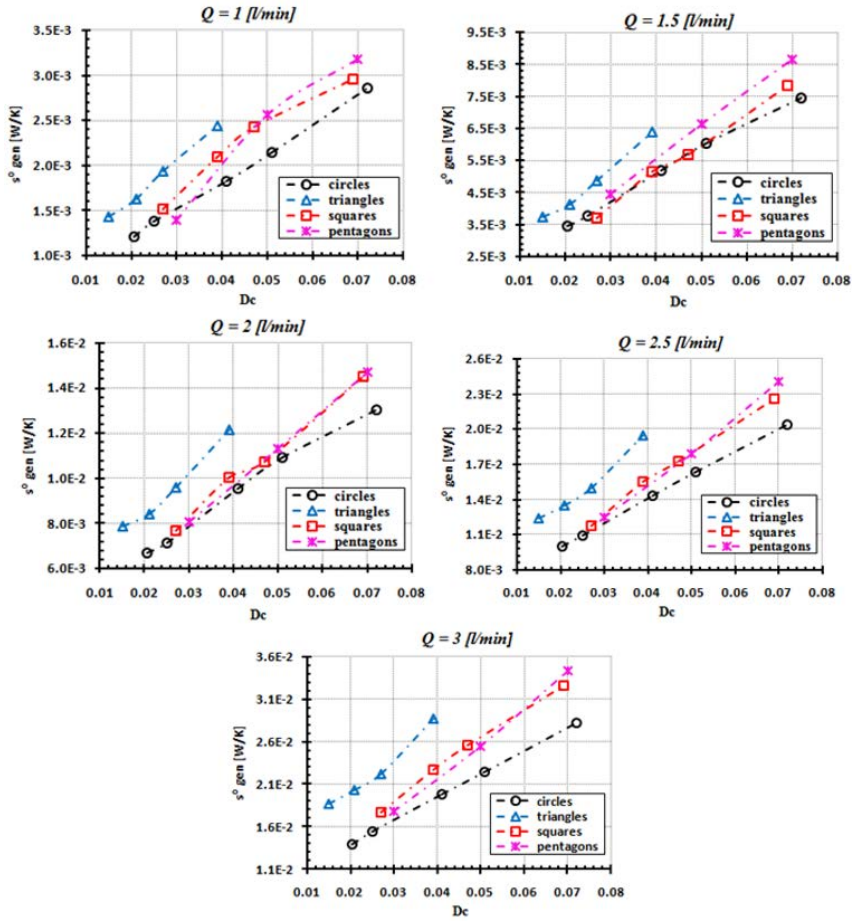 Q = 1 [l/min]
3.5E-3
3.0E-3
2.5E-3
2.0E-3
1.5E-3
1.0E-3
s° gen [W/K]
circles
triangles
squares
pentagons
0.01 0.02 0.03 0.04 0.05 0.06 0.07 0.08
Dc
Q = 1.5 [l/min]
9.5E-3
8.5E-3
7.5E-3
6.5E-3
5.5E-3
4.5E-3
3.5E-3
2.5E-3
s° gen [W/K]
circles
triangles
squares
pentagons
0.01 0.02 0.03 0.04 0.05 0.06 0.07 0.08
Dc
Q = 2 [l/min]
1.6E-2
1.4E-2
1.2E-2
1.0E-2
8.0E-3
6.0E-3
s° gen [W/K]
circles
triangles
squares
pentagons
0.01 0.02 0.03 0.04 0.05 0.06 0.07 0.08
Dc
Q = 2.5 [l/min]
2.6E-2
2.3E-2
2.0E-2
1.7E-2
1.4E-2
1.1E-2
8.0E-3
s° gen [W/K]
circles
triangles
squares
pentagons
0.01 0.02 0.03 0.04 0.05 0.06 0.07 0.08
Dc
Q = 3 [l/min]
3.6E-2
3.1E-2
2.6E-2
2.1E-2
1.6E-2
1.1E-2
s° gen [W/K]
circles
triangles
squares
pentagons
0.01 0.02 0.03 0.04 0.05 0.06 0.07 0.08
Dc